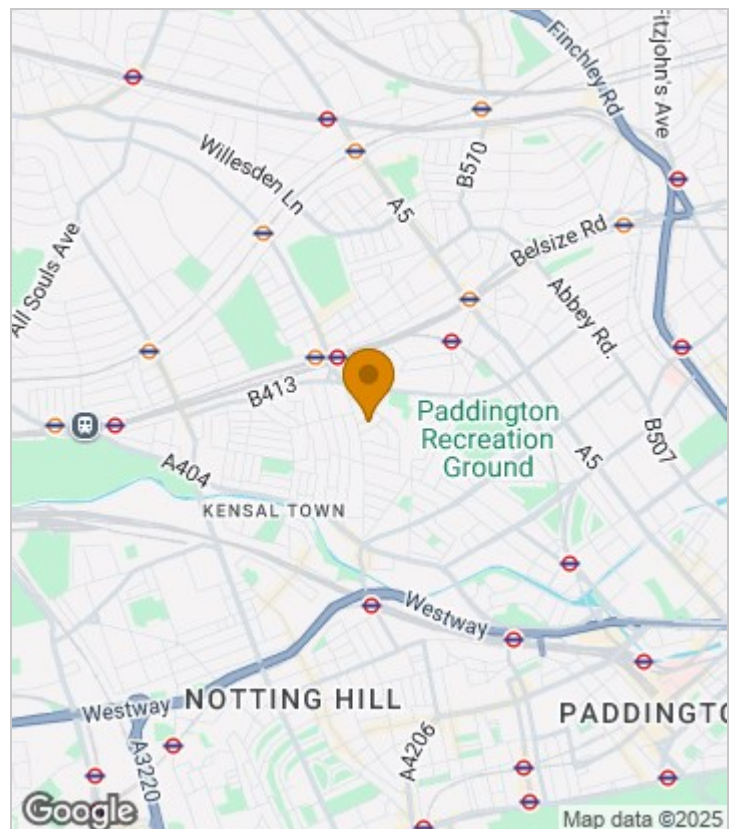 Finchley Rd
Fitzjohn's Ave
Willesden Ln
B510
A5
All Souls Ave
Belsize Rd
Abbey Rd.
B413
Paddington
Recreation
Ground
A404
A5
B507
KENSAL TOWN
Westway
NOTTING HILL
PADDINGTO
Westway
A3220
A4206
Google
Map data ©2025